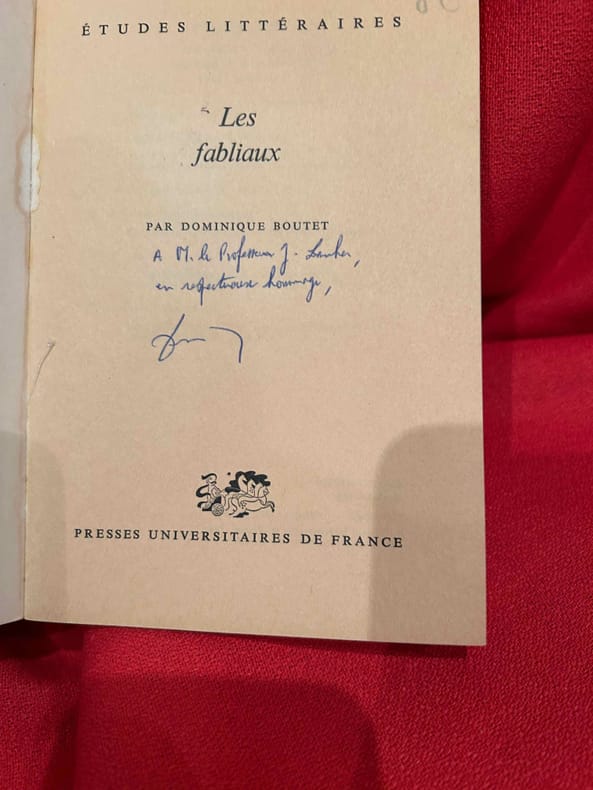 ÉTUDES LITTÉRAIRES
Les
fabliaux
PAR DOMINIQUE BOUTET
A M. le Professeur J.
en respectueux hommage,
PRESSES UNIVERSITAIRES DE FRANCE